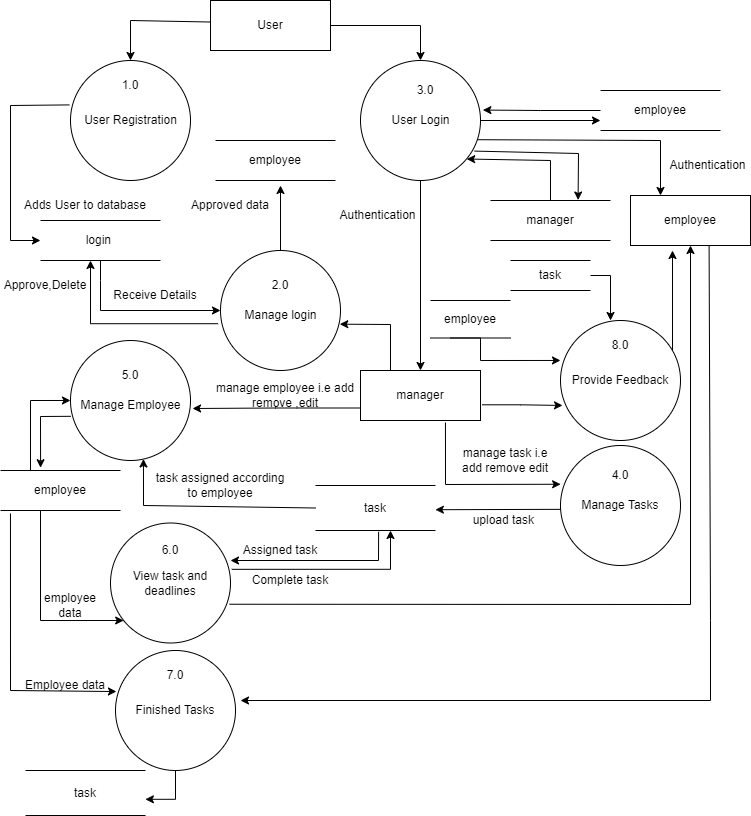 User
1.0
User Registration
3.0
User Login
employee
employee
Authentication
Approved data
Authentication
manager
employee
Adds User to database
login
Approve,Delete
Receive Details
2.0
Manage login
task
employee
8.0
Provide Feedback
5.0
Manage Employee
manage employee i.e add
remove ,edit
manager
manage task i.e
add remove edit
4.0
Manage Tasks
task assigned according
to employee
employee
task
upload task
6.0
View task and
deadlines
Assigned task
Complete task
employee
data
7.0
Finished Tasks
Employee data
task